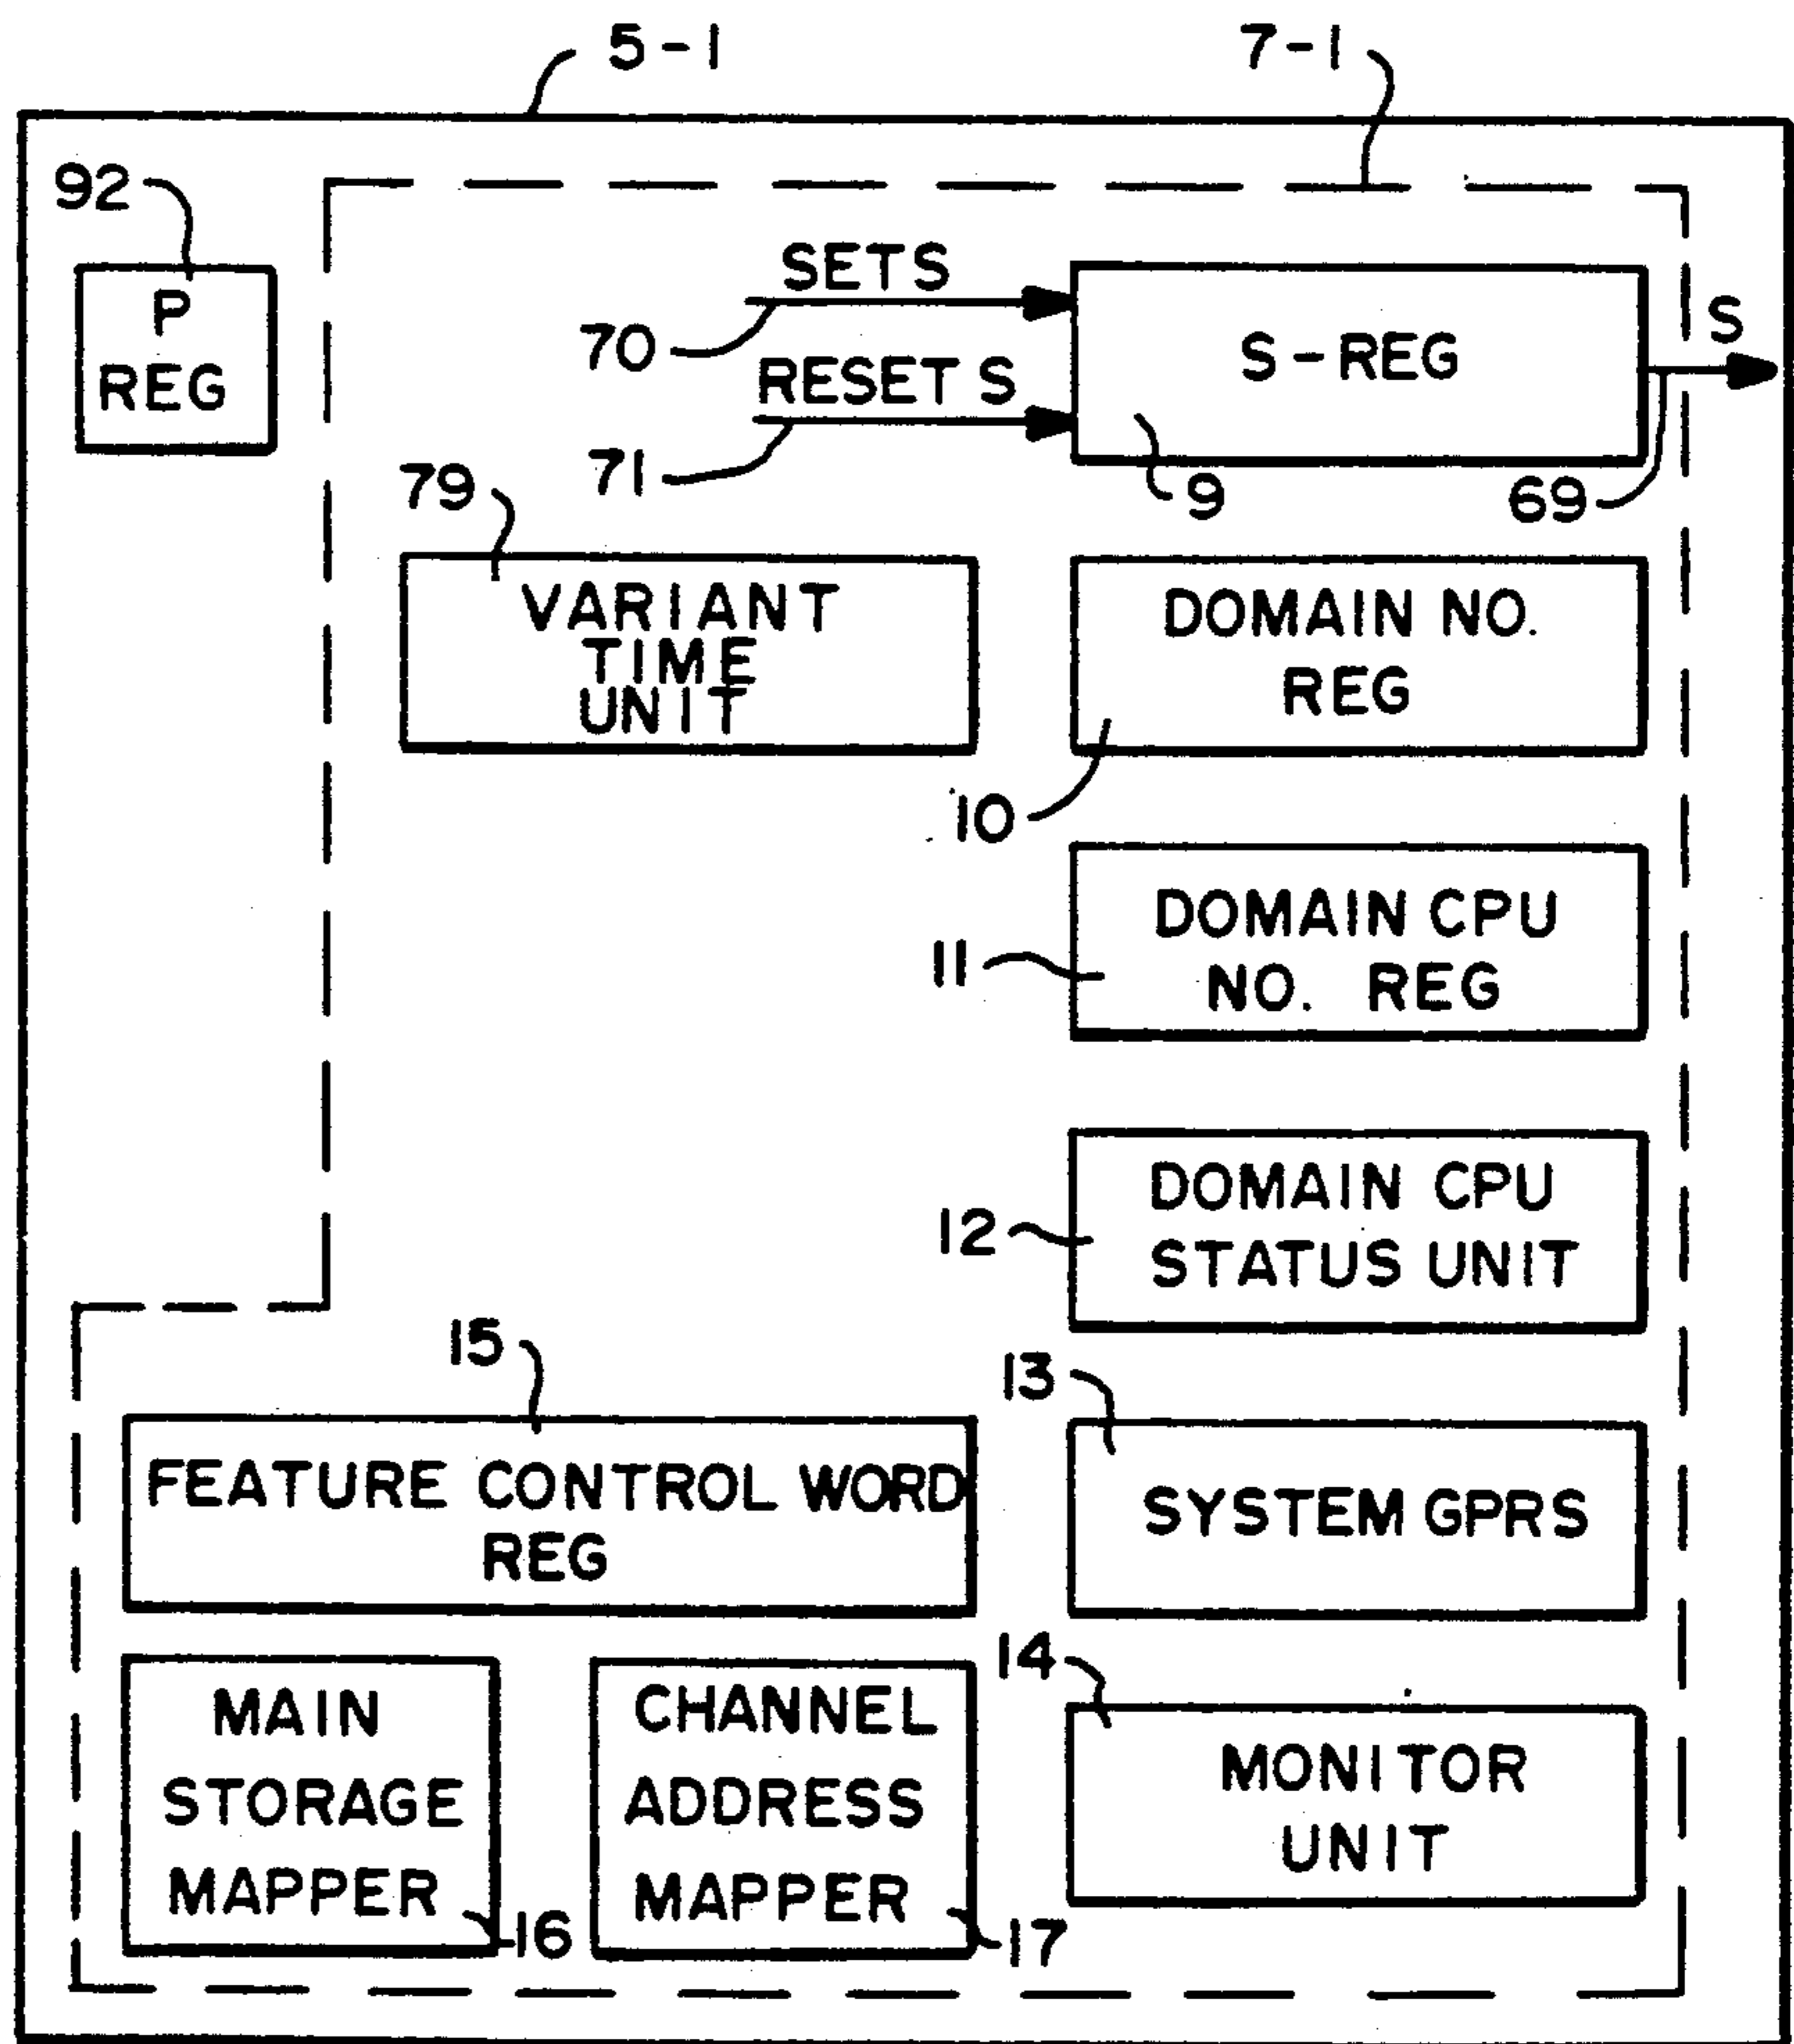 5-1
7-1
92
P
REG
SET S
70
RESET S
71
S-REG
9
S
69
79
VARIANT
TIME
UNIT
DOMAIN NO.
REG
10
DOMAIN CPU
NO. REG
11
DOMAIN CPU
STATUS UNIT
12
15
FEATURE CONTROL WORD
REG
13
SYSTEM GPRS
MAIN
STORAGE
MAPPER
16
CHANNEL
ADDRESS
MAPPER
17
14
MONITOR
UNIT